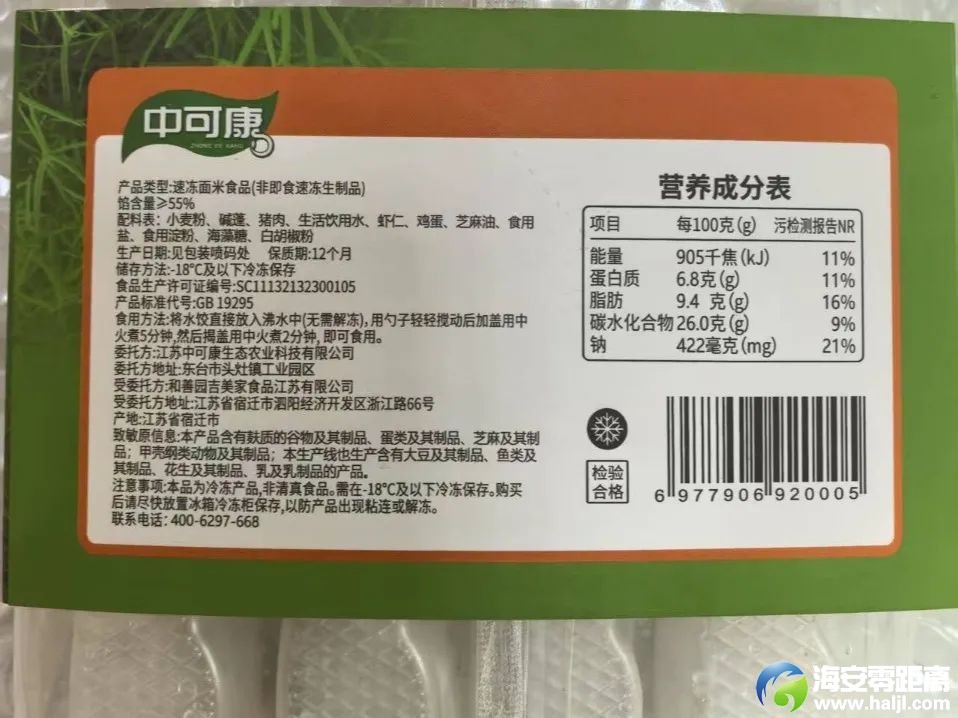 中可康
ZHONG KE KANG
产品类型:速冻面米食品(非即食速冻生制品)
馅含量≥55%
配料表：小麦粉、碱蓬、猪肉、生活饮用水、虾仁、鸡蛋、芝麻油、食用
盐、食用淀粉、海藻糖、白胡椒粉
生产日期:见包装喷码处 保质期:12个月
储存方法:-18℃及以下冷冻保存
食品生产许可证编号:SC11132132300105
产品标准代号:GB 19295
食用方法:将水饺直接放入沸水中(无需解冻),用勺子轻轻搅动后加盖用中
火煮5分钟,然后揭盖用中火煮2分钟,即可食用。
委托方:江苏中可康生态农业科技有限公司
委托方地址:东台市头灶镇工业园区
受委托方:和善园吉美家食品江苏有限公司
受委托方地址:江苏省宿迁市泗阳经济开发区浙江路66号
产地:江苏省宿迁市
致敏原信息:本产品含有麸质的谷物及其制品、蛋类及其制品、芝麻及其制
品；甲壳纲类动物及其制品；本生产线也生产含有大豆及其制品、鱼类及
其制品、花生及其制品、乳及乳制品的产品。
注意事项:本品为冷冻产品,非清真食品。需在-18℃及以下冷冻保存。购买
后请尽快放置冰箱冷冻柜保存,以防产品出现粘连或解冻。
联系电话：400-6297-668
营养成分表
项目 每100克(g) 污检测报告NR
能量 905千焦(kJ) 11%
蛋白质 6.8克(g) 11%
脂肪 9.4 克(g) 16%
碳水化合物 26.0克(g) 9%
钠 422毫克(mg) 21%
检验
合格
6 977906 920005
海安零距离
www.haljl.com